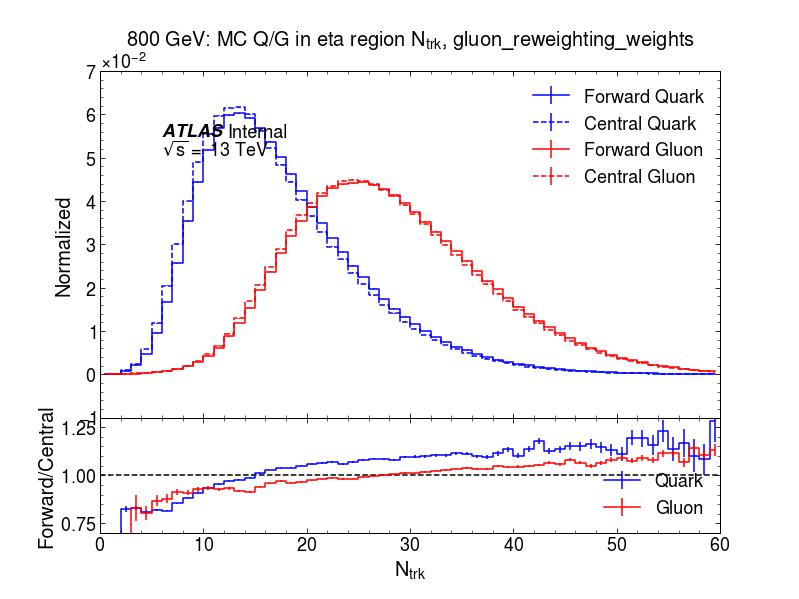 800 GeV: MC Q/G in eta region N_trk, gluon_reweighting_weights
×10⁻²
7
6
5
4
3
2
1
0
−1
Normalized
ATLAS Internal
√s = 13 TeV
Forward Quark
Central Quark
Forward Gluon
Central Gluon
1.25
1.00
0.75
Forward/Central
Quark
Gluon
0 10 20 30 40 50 60
N_trk